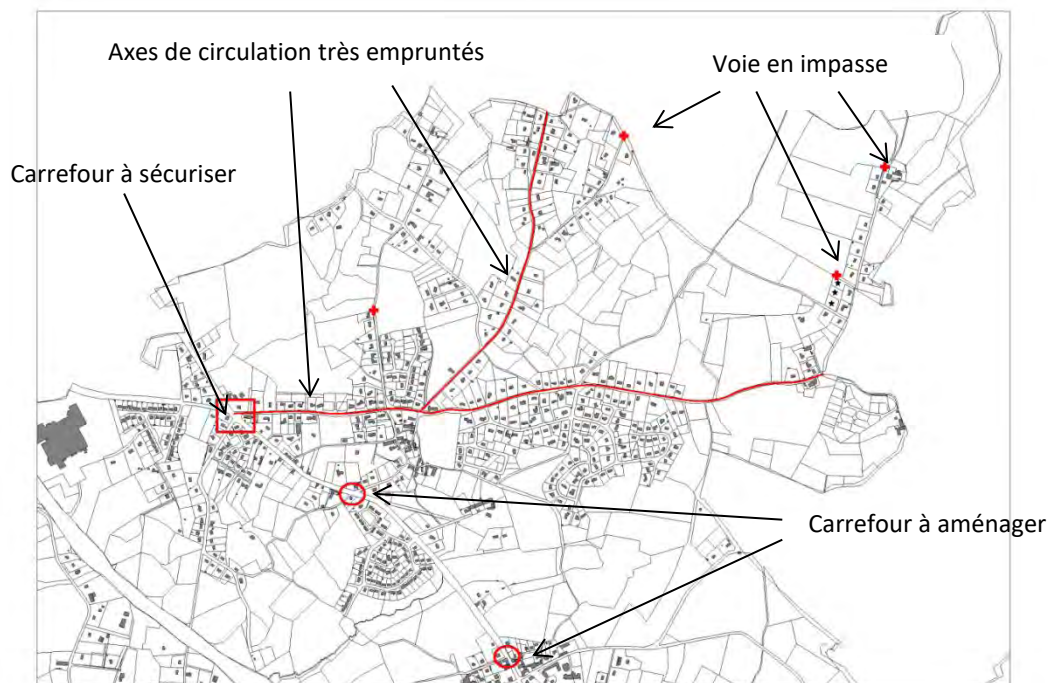 Axes de circulation très empruntés
Voie en impasse
Carrefour à sécuriser
Carrefour à aménager